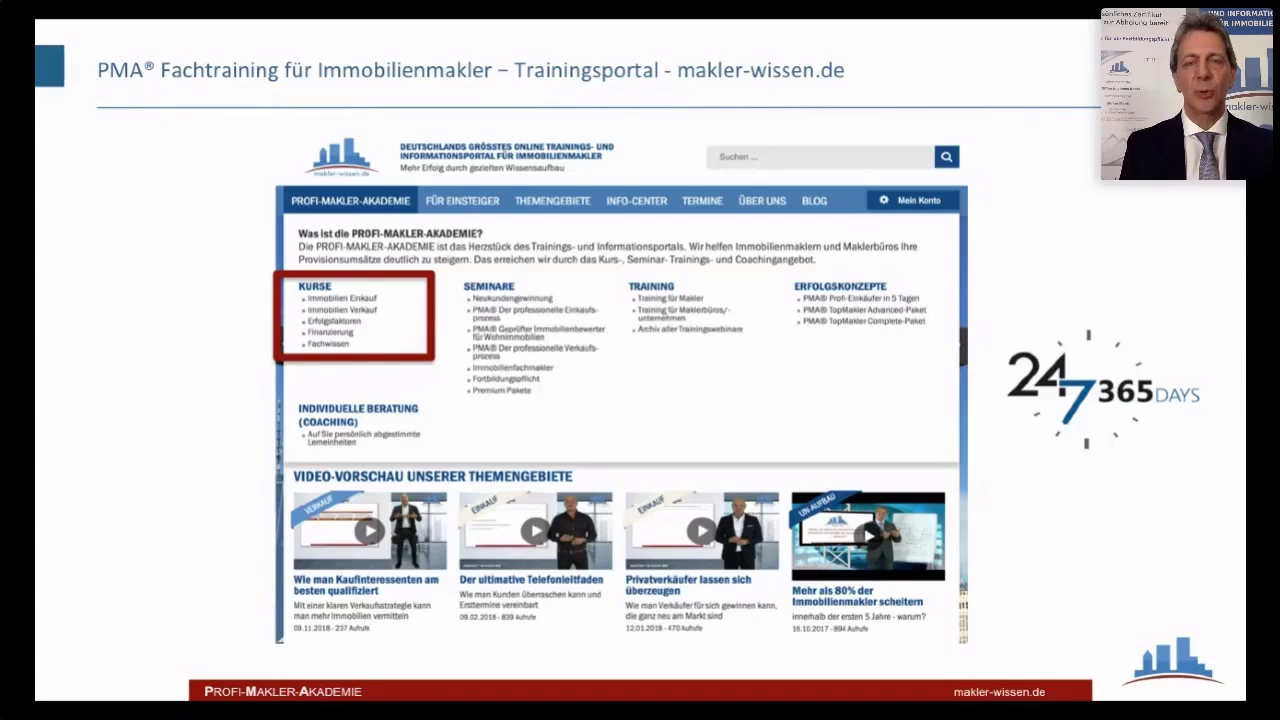 PMA® Fachtraining für Immobilienmakler – Trainingsportal - makler-wissen.de
sönliches Zertifikat
zur Abholung bereit
UND INFORMATIO
FÜR IMMOBILIE
makler-wissen.de
makler-wissen.de
DEUTSCHLANDS GRÖSSTES ONLINE TRAININGS- UND
INFORMATIONSPORTAL FÜR IMMOBILIENMAKLER
Mehr Erfolg durch gezielten Wissensaufbau
Suchen ...
PROFI-MAKLER-AKADEMIE FÜR EINSTEIGER THEMENGEBIETE INFO-CENTER TERMINE ÜBER UNS BLOG Mein Konto
Was ist die PROFI-MAKLER-AKADEMIE?
Die PROFI-MAKLER-AKADEMIE ist das Herzstück des Trainings- und Informationsportals. Wir helfen Immobilienmaklern und Maklerbüros Ihre
Provisionsumsätze deutlich zu steigern. Das erreichen wir durch das Kurs-, Seminar- Trainings- und Coachingangebot.
KURSE
Immobilien Einkauf
Immobilien Verkauf
Erfolgsfaktoren
Finanzierung
Fachwissen
SEMINARE
Neukundengewinnung
PMA® Der professionelle Einkaufs-
prozess
PMA® Geprüfter Immobilienbewerter
für Wohnimmobilien
PMA® Der professionelle Verkaufs-
prozess
Immobilienfachmakler
Fortbildungspflicht
Premium Pakete
TRAINING
Training für Makler
Training für Maklerbüros/-
unternehmen
Archiv aller Trainingswebinare
ERFOLGSKONZEPTE
PMA® Profi-Einkäufer in 5 Tagen
PMA® TopMakler Advanced-Paket
PMA® TopMakler Complete-Paket
INDIVIDUELLE BERATUNG
(COACHING)
Auf Sie persönlich abgestimmte
Lerneinheiten
24 7 365 DAYS
VIDEO-VORSCHAU UNSERER THEMENGEBIETE
VERKAUF
Wie man Kaufinteressenten am
besten qualifiziert
Mit einer klaren Verkaufsstrategie kann
man mehr Immobilien vermitteln
09.11.2018 - 237 Aufrufe
EINKAUF
Der ultimative Telefonleitfaden
Wie man Kunden überraschen kann und
Ersttermine vereinbart
09.02.2018 - 839 Aufrufe
EINKAUF
Privatverkäufer lassen sich
überzeugen
Wie man Verkäufer für sich gewinnen kann,
die ganz neu am Markt sind
12.01.2018 - 470 Aufrufe
UN-AUFBAU
Mehr als 80% der
Immobilienmakler scheitern
innerhalb der ersten 5 Jahre - warum?
16.10.2017 - 894 Aufrufe
PROFI-MAKLER-AKADEMIE
makler-wissen.de